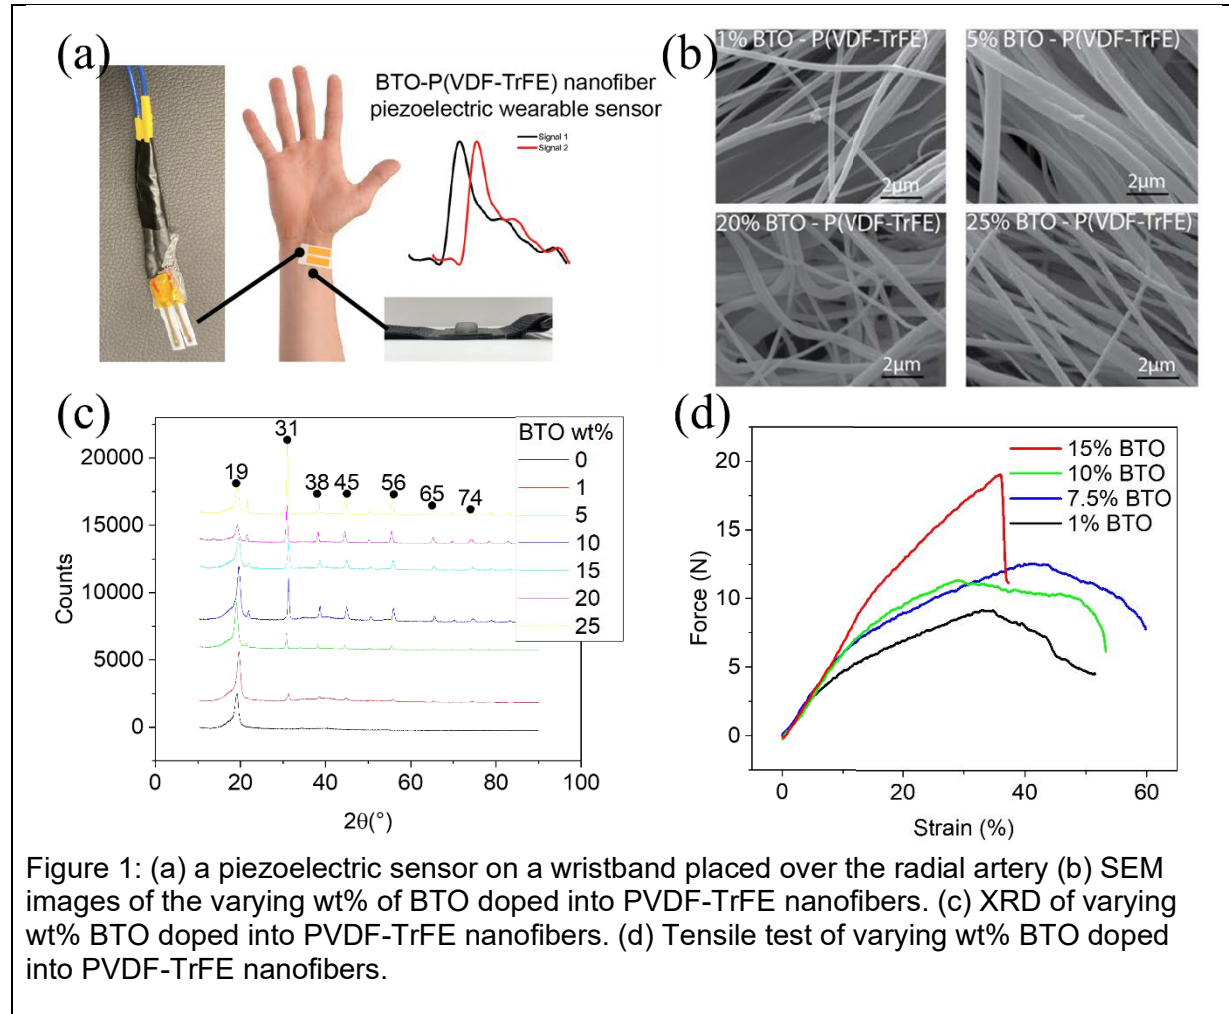 (a)
BTO-P(VDF-TrFE) nanofiber
piezoelectric wearable sensor
Signal 1
Signal 2
(b)
1% BTO - P(VDF-TrFE)
5% BTO - P(VDF-TrFE)
2μm
2μm
20% BTO - P(VDF-TrFE)
25% BTO - P(VDF-TrFE)
2μm
2μm
(c)
31
19
38
45
56
65
74
BTO wt%
0
1
5
10
15
20
25
20000
15000
10000
5000
0
Counts
0
20
40
60
80
100
2θ(°)
(d)
15% BTO
10% BTO
7.5% BTO
1% BTO
20
15
10
5
0
Force (N)
0
20
40
60
Strain (%)
Figure 1: (a) a piezoelectric sensor on a wristband placed over the radial artery (b) SEM
images of the varying wt% of BTO doped into PVDF-TrFE nanofibers. (c) XRD of varying
wt% BTO doped into PVDF-TrFE nanofibers. (d) Tensile test of varying wt% BTO doped
into PVDF-TrFE nanofibers.